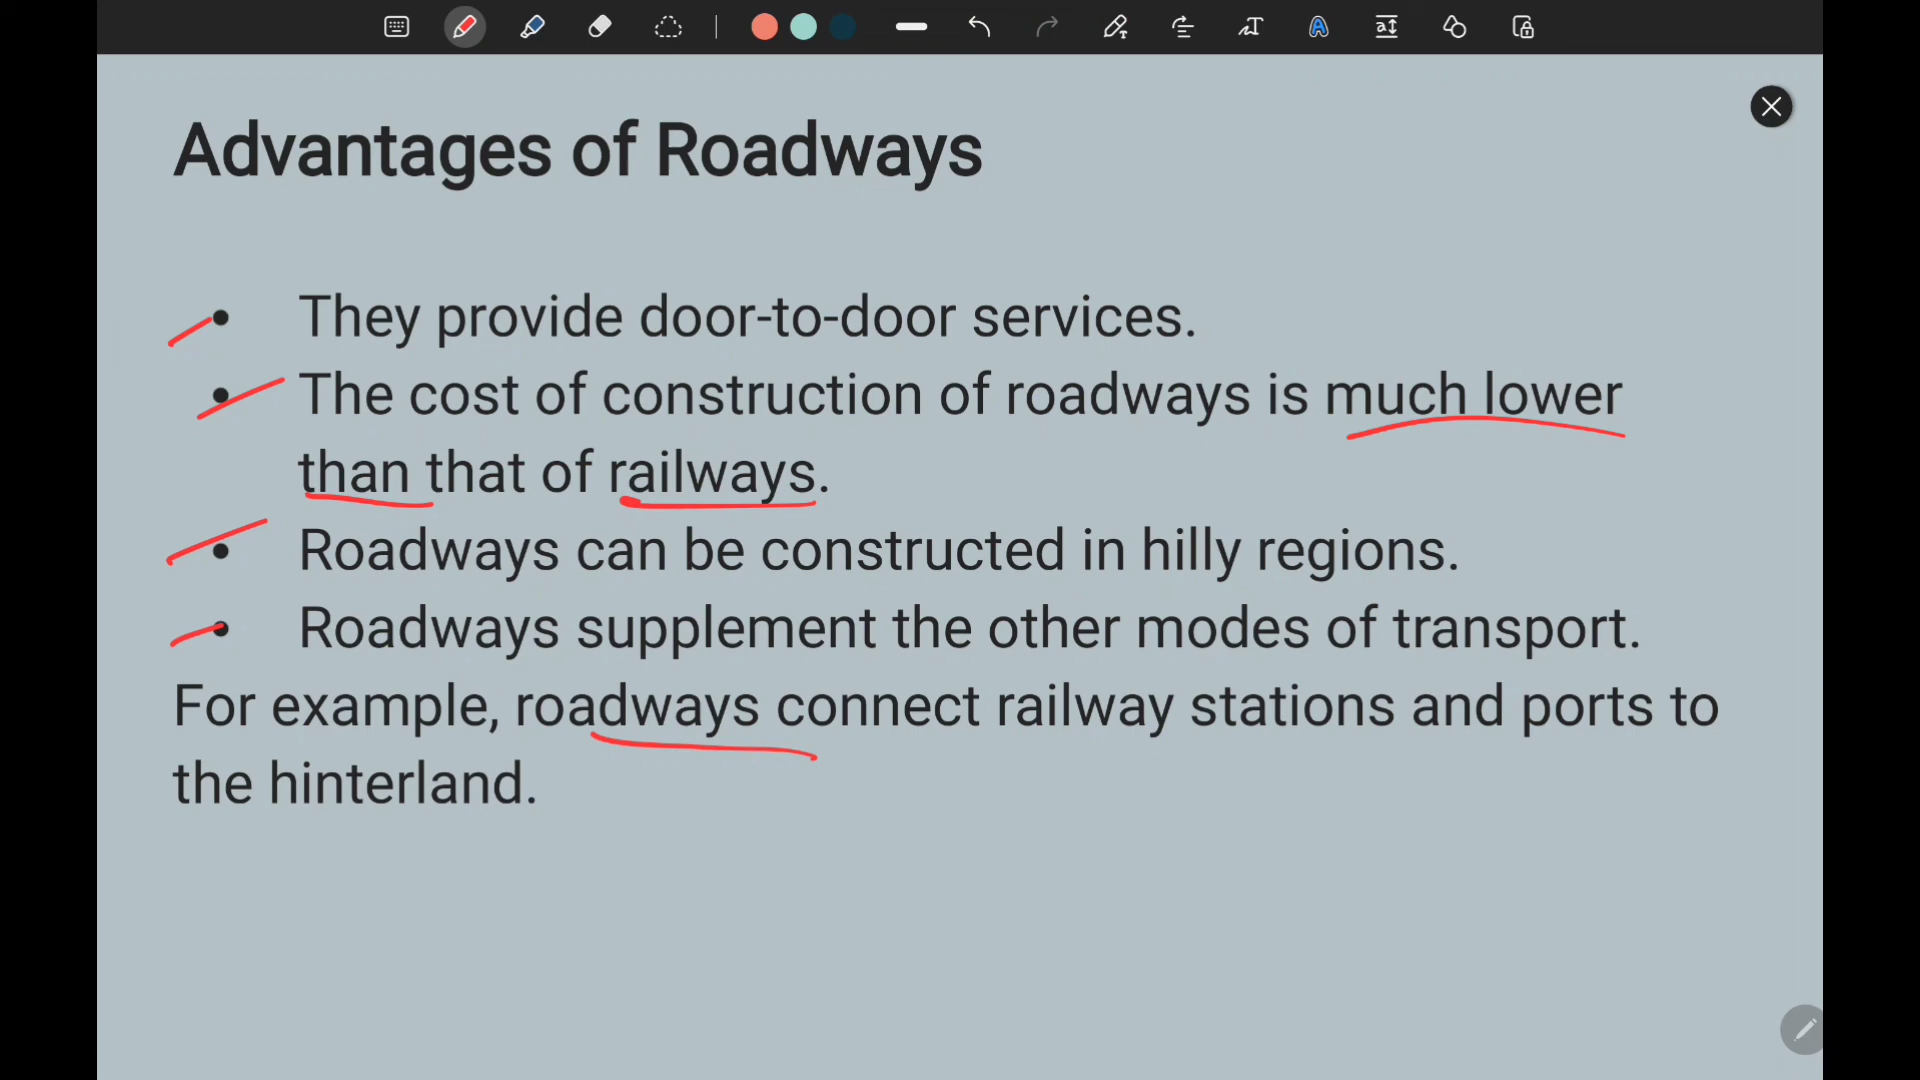 Advantages of Roadways
• They provide door-to-door services.
• The cost of construction of roadways is much lower
than that of railways.
• Roadways can be constructed in hilly regions.
• Roadways supplement the other modes of transport.
For example, roadways connect railway stations and ports to
the hinterland.